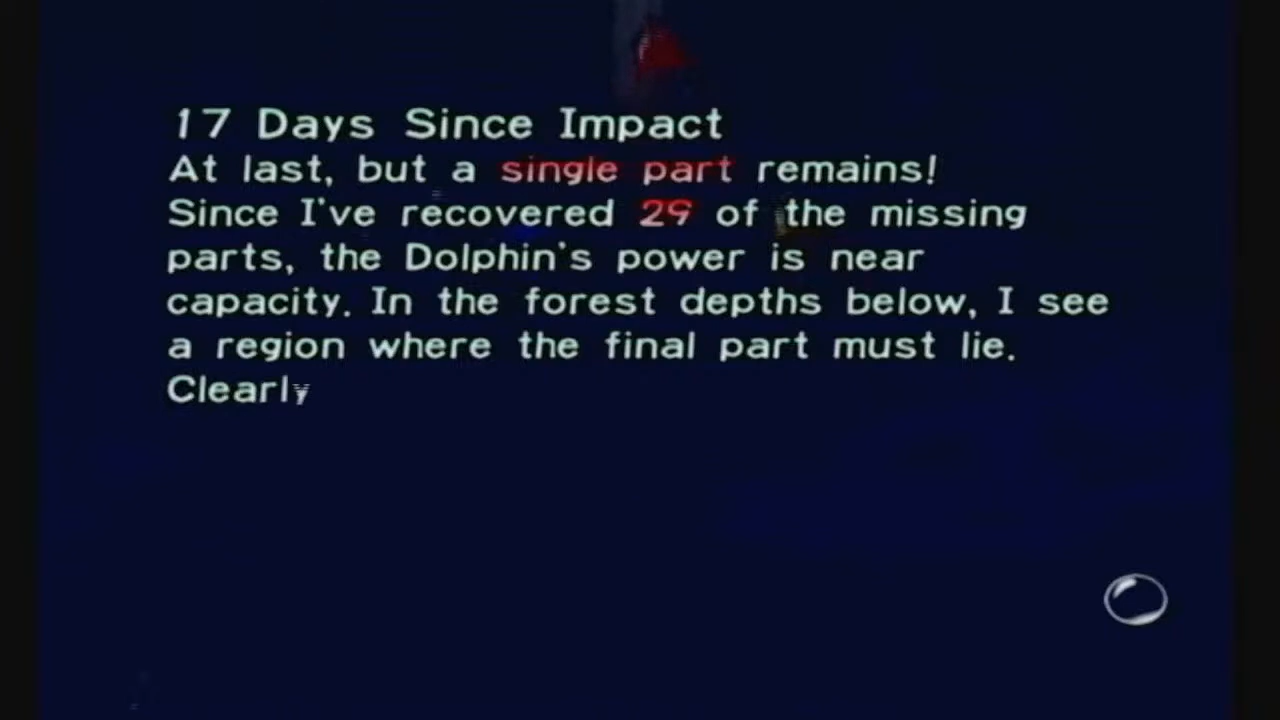 17 Days Since Impact
At last, but a single part remains!
Since I've recovered 29 of the missing
parts, the Dolphin's power is near
capacity. In the forest depths below, I see
a region where the final part must lie.
Clearly